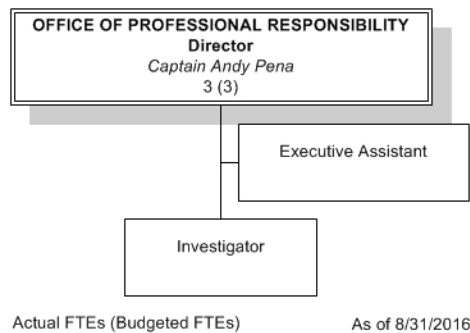 OFFICE OF PROFESSIONAL RESPONSIBILITY
Director
Captain Andy Pena
3 (3)
Executive Assistant
Investigator
Actual FTEs (Budgeted FTEs)
As of 8/31/2016